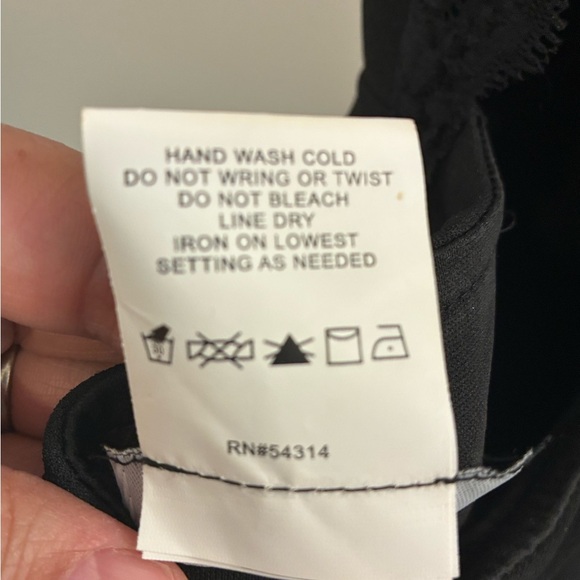 HAND WASH COLD
DO NOT WRING OR TWIST
DO NOT BLEACH
LINE DRY
IRON ON LOWEST
SETTING AS NEEDED
RN#54314